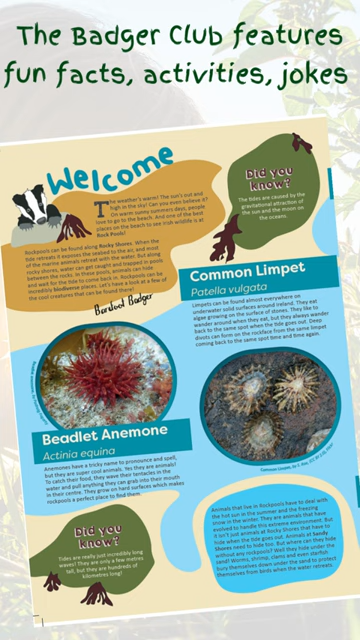 The Badger Club features
fun facts, activities, jokes
Welcome
The weather's warm! The sun's out and
high in the sky! Can you even believe it?
On warm sunny summers days, people
love to go to the beach. And one of the best
places on the beach to see Irish wildlife is at
Rock Pools!
Rockpools can be found along Rocky Shores. When the
tide retreats it exposes the seabed to the air, and most
of the marine animals retreat with the water. But along
rocky shores, water can get caught and trapped in pools
between the rocks. In these pools, animals can hide
and wait for the tide to come back in. Rockpools can be
incredibly biodiverse places. Let's have a look at a few of
the cool creatures that can be found there!
Barefoot Badger
Did you
know?
The tides are caused by the
gravitational attraction of
the sun and the moon on
the oceans.
Common Limpet
Patella vulgata
Limpets can be found almost everywhere on
underwater solid surfaces around Ireland. They eat
algae growing on the surface of stones. They like to
wander around when they eat, but they always wander
back to the same spot when the tide goes out. Deep
divots can form on the rockface from the same limpet
coming back to the same spot time and time again.
Beadlet Anemone
Actinia equina
Anemones have a tricky name to pronounce and spell,
but they are super cool animals. Yes they are animals!
To catch their food, they wave their tentacles in the
water and pull anything they can grab into their mouth
in their centre. They grow on hard surfaces which makes
rockpools a perfect place to find them.
Did you
know?
Tides are really just incredibly long
waves! They are only a few metres
tall, but they are hundreds of
kilometres long!
Animals that live in Rockpools have to deal with
the hot sun in the summer and the freezing
snow in the winter. They are animals that have
evolved to handle this extreme environment. But
it isn't just animals at Rocky Shores that have to
hide when the tide goes out. Animals at Sandy
Shores need to hide too. But where can they hide
without any rockpools? Well they hide under the
sand! Worms, shrimp, clams and even starfish
bury themselves down under the sand to protect
themselves from birds when the water retreats.